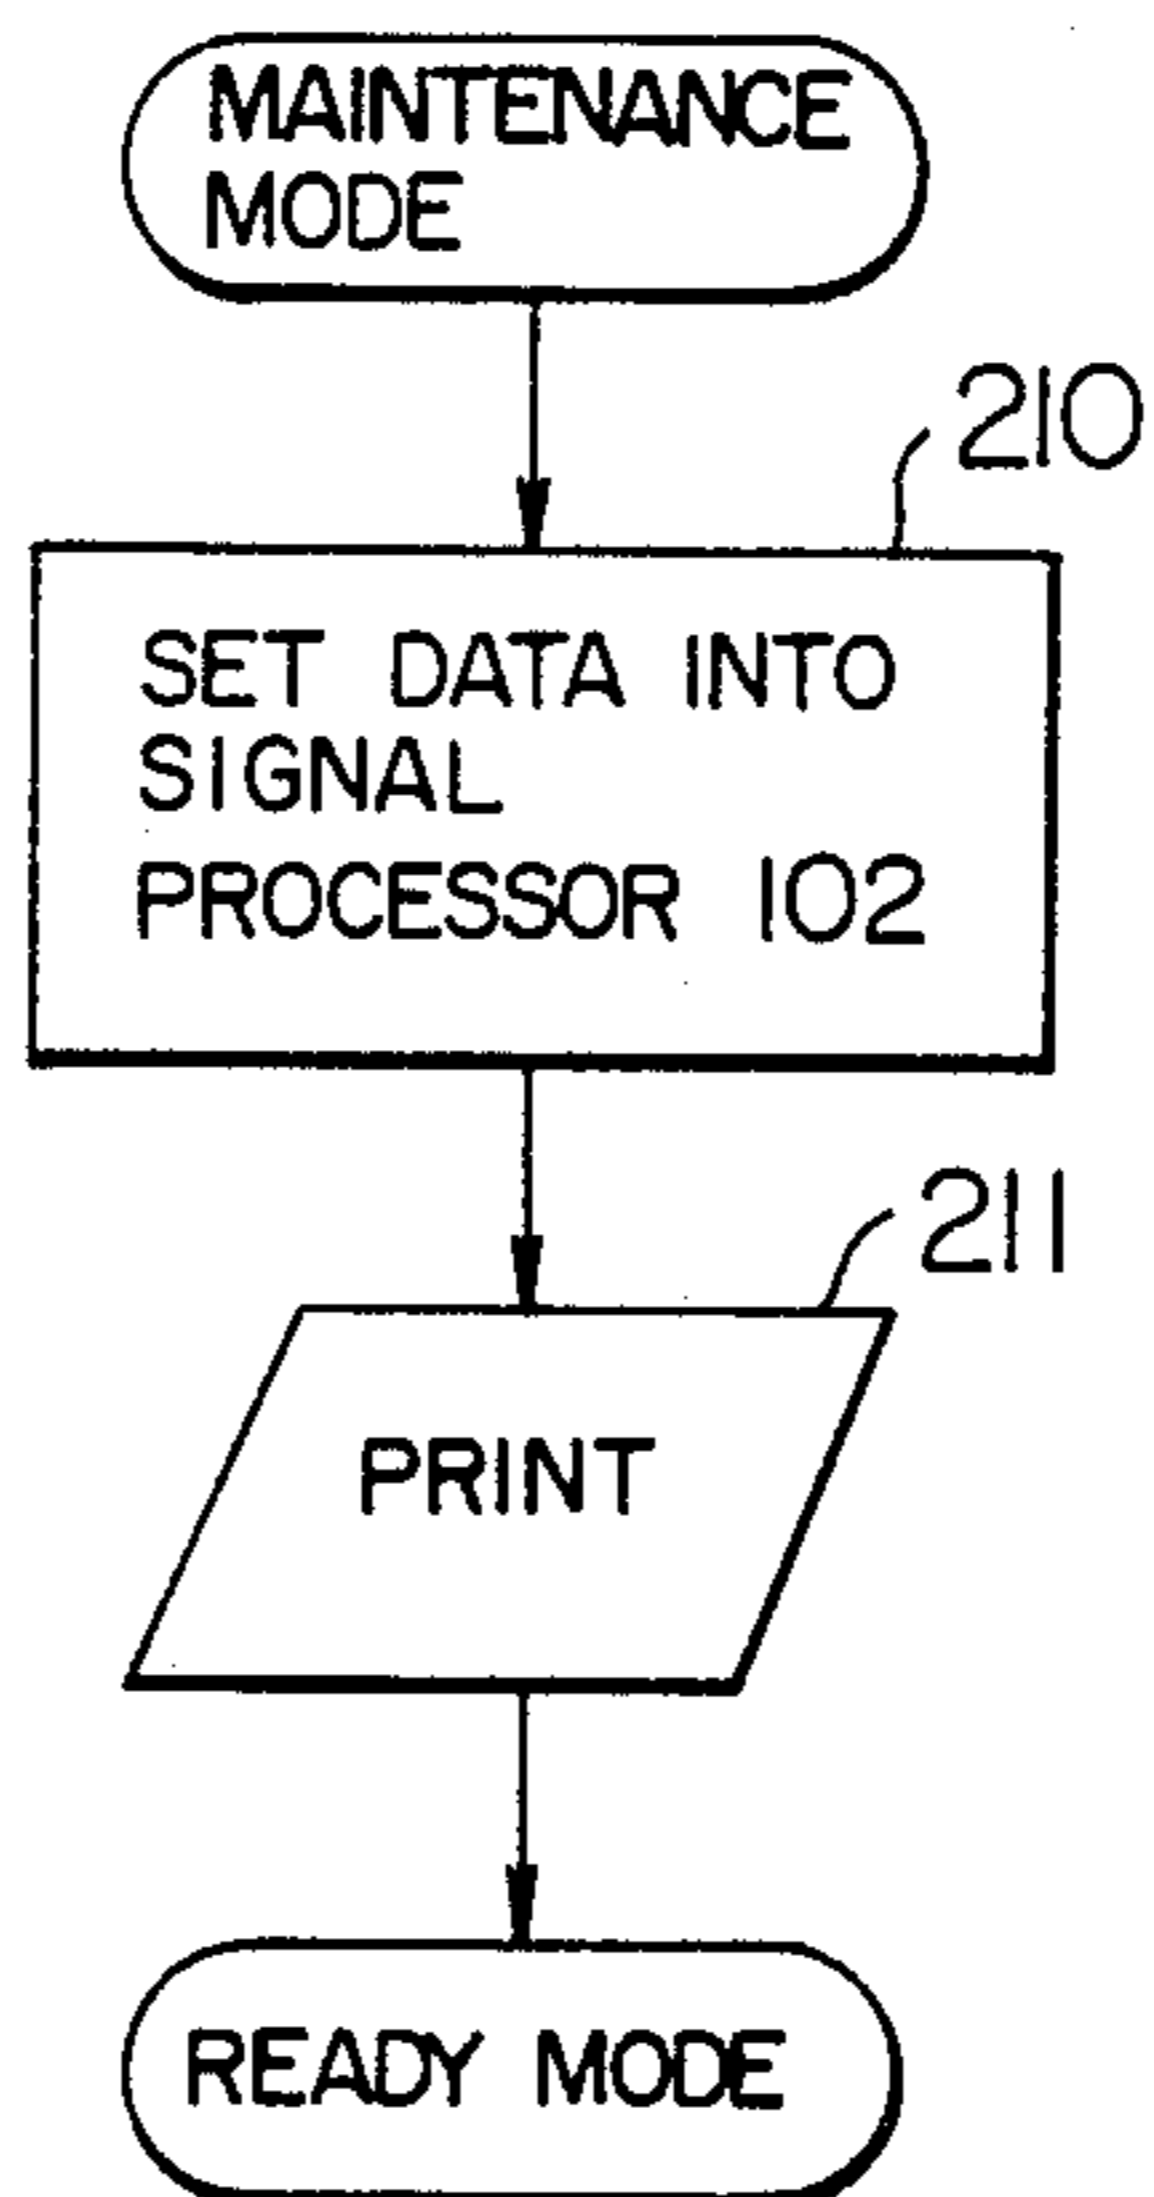 MAINTENANCE
MODE
210
SET DATA INTO
SIGNAL
PROCESSOR 102
211
PRINT
READY MODE